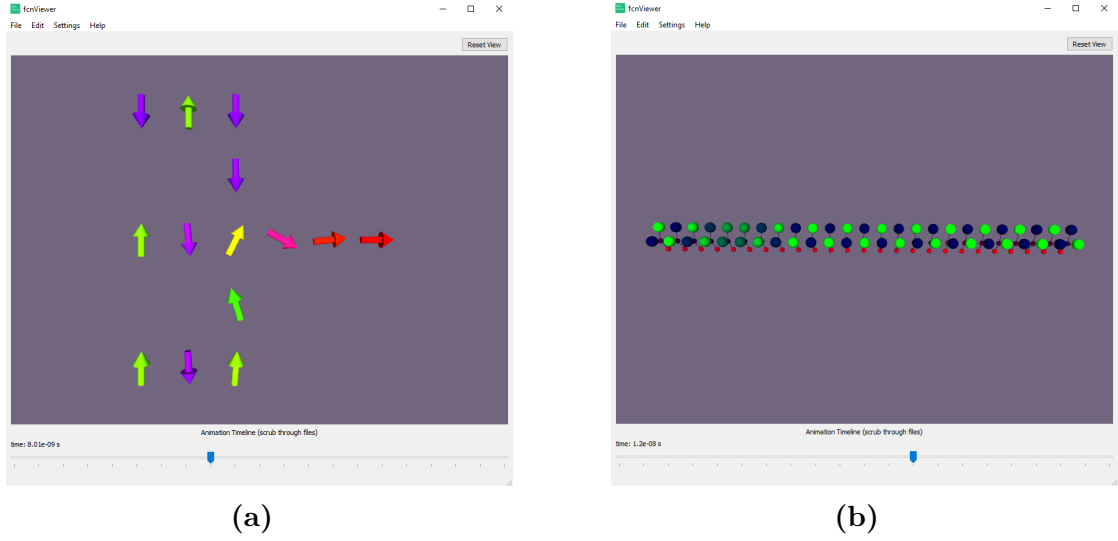 fcnViewer
File Edit Settings Help
Reset View
Animation Timeline (scrub through files)
time: 8.01e-09 s
(a)
fcnViewer
File Edit Settings Help
Reset View
Animation Timeline (scrub through files)
time: 1.2e-08 s
(b)